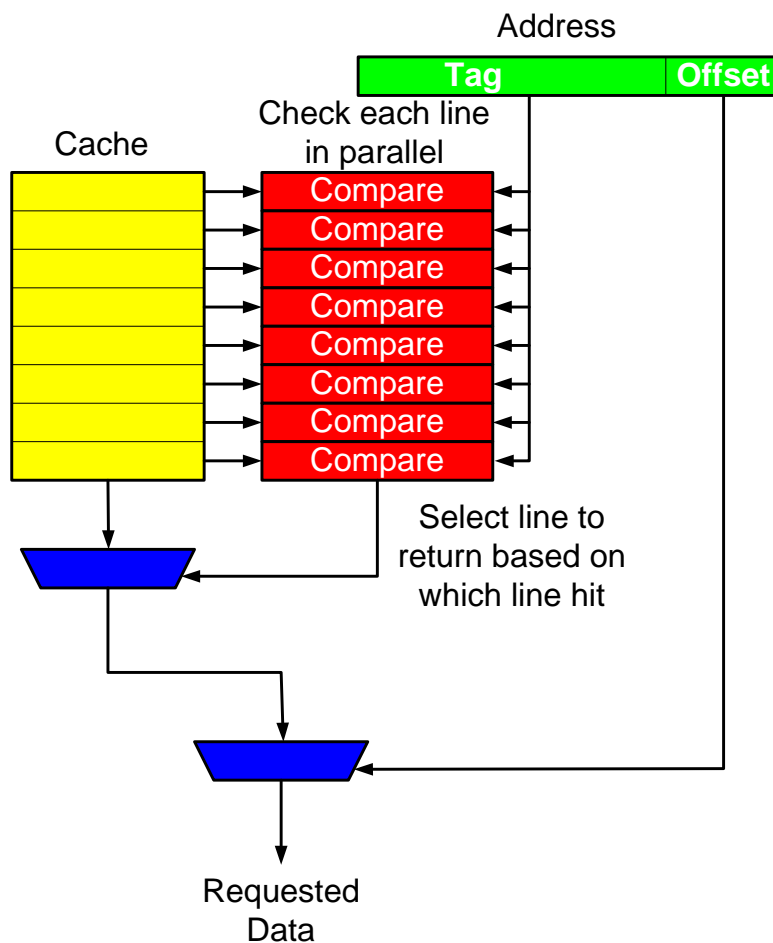 Address
Tag Offset
Check each line
in parallel
Cache
Compare
Compare
Compare
Compare
Compare
Compare
Compare
Compare
Select line to
return based on
which line hit
Requested
Data